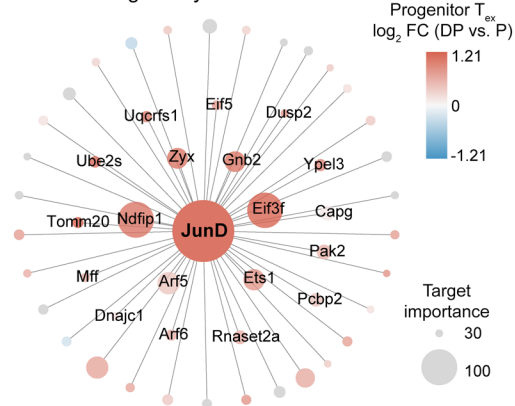 Progenitor Tex
log2 FC (DP vs. P)
1.21
0
-1.21
Eif5
Uqcrfs1
Dusp2
Zyx
Gnb2
Ube2s
Ypel3
Eif3f
Capg
Tomm20
Ndfip1
JunD
Pak2
Mff
Arf5
Ets1
Pcbp2
Dnajc1
Arf6
Rnaset2a
Target
importance
30
100